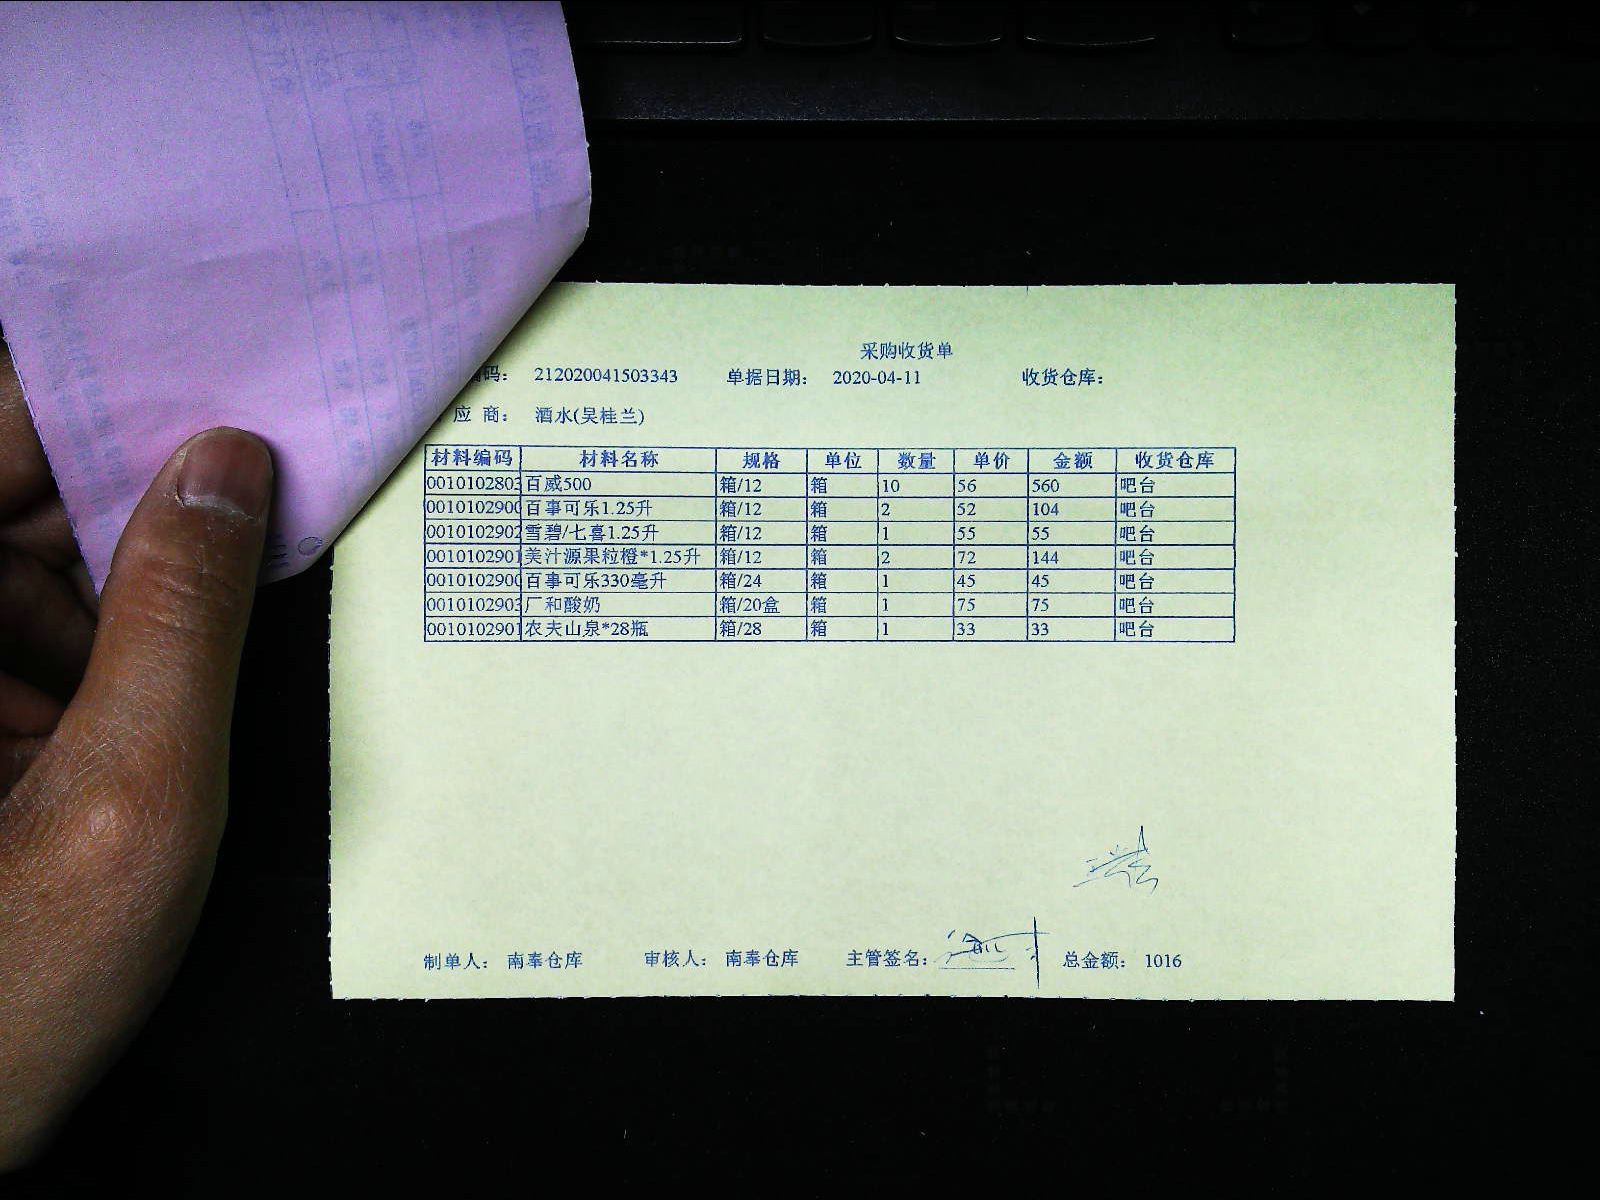 采购收货单
码： 212020041503343 单据日期： 2020-04-11 收货仓库：
应 商： 酒水(吴桂兰)
材料编码 材料名称 规格 单位 数量 单价 金额 收货仓库
0010102803 百威500 箱/12 箱 10 56 560 吧台
0010102900 百事可乐1.25升 箱/12 箱 2 52 104 吧台
0010102902 雪碧/七喜1.25升 箱/12 箱 1 55 55 吧台
0010102901 美汁源果粒橙*1.25升 箱/12 箱 2 72 144 吧台
0010102900 百事可乐330毫升 箱/24 箱 1 45 45 吧台
0010102903 厂和酸奶 箱/20盒 箱 1 75 75 吧台
0010102901 农夫山泉*28瓶 箱/28 箱 1 33 33 吧台
制单人： 南奉仓库 审核人： 南奉仓库 主管签名： 总金额： 1016